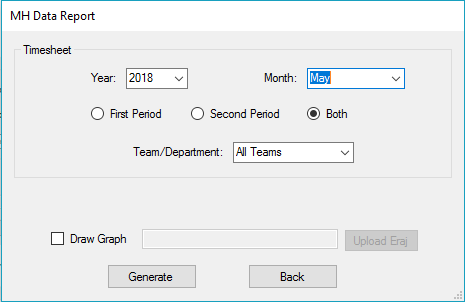 MH Data Report
Timesheet
Year: 2018 Month: May
First Period Second Period Both
Team/Department: All Teams
Draw Graph Upload Eraj
Generate Back